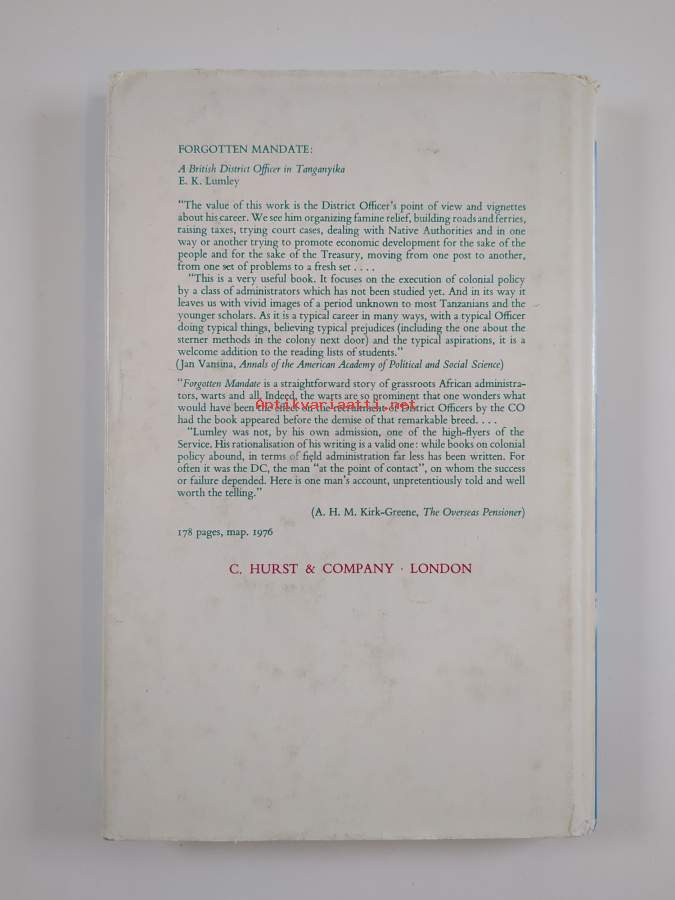 FORGOTTEN MANDATE:
A British District Officer in Tanganyika
E. K. Lumley
"The value of this work is the District Officer's point of view and vignettes
about his career. We see him organizing famine relief, building roads and ferries,
raising taxes, trying court cases, dealing with Native Authorities and in one
way or another trying to promote economic development for the sake of the
people and for the sake of the Treasury, moving from one post to another,
from one set of problems to a fresh set . . . .
"This is a very useful book. It focuses on the execution of colonial policy
by a class of administrators which has not been studied yet. And in its way it
leaves us with vivid images of a period unknown to most Tanzanians and the
younger scholars. As it is a typical career in many ways, with a typical Officer
doing typical things, believing typical prejudices (including the one about the
sterner methods in the colony next door) and the typical aspirations, it is a
welcome addition to the reading lists of students."
(Jan Vansina, Annals of the American Academy of Political and Social Science)
"Forgotten Mandate is a straightforward story of grassroots African administra-
tors, warts and all. Indeed, the warts are so prominent that one wonders what
would have been the effect on the recruitment of District Officers by the CO
Antikvariaatti.net
had the book appeared before the demise of that remarkable breed. . . .
"Lumley was not, by his own admission, one of the high-flyers of the
Service. His rationalisation of his writing is a valid one: while books on colonial
policy abound, in terms of field administration far less has been written. For
often it was the DC, the man "at the point of contact", on whom the success
or failure depended. Here is one man's account, unpretentiously told and well
worth the telling."
(A. H. M. Kirk-Greene, The Overseas Pensioner)
178 pages, map. 1976
C. HURST & COMPANY · LONDON